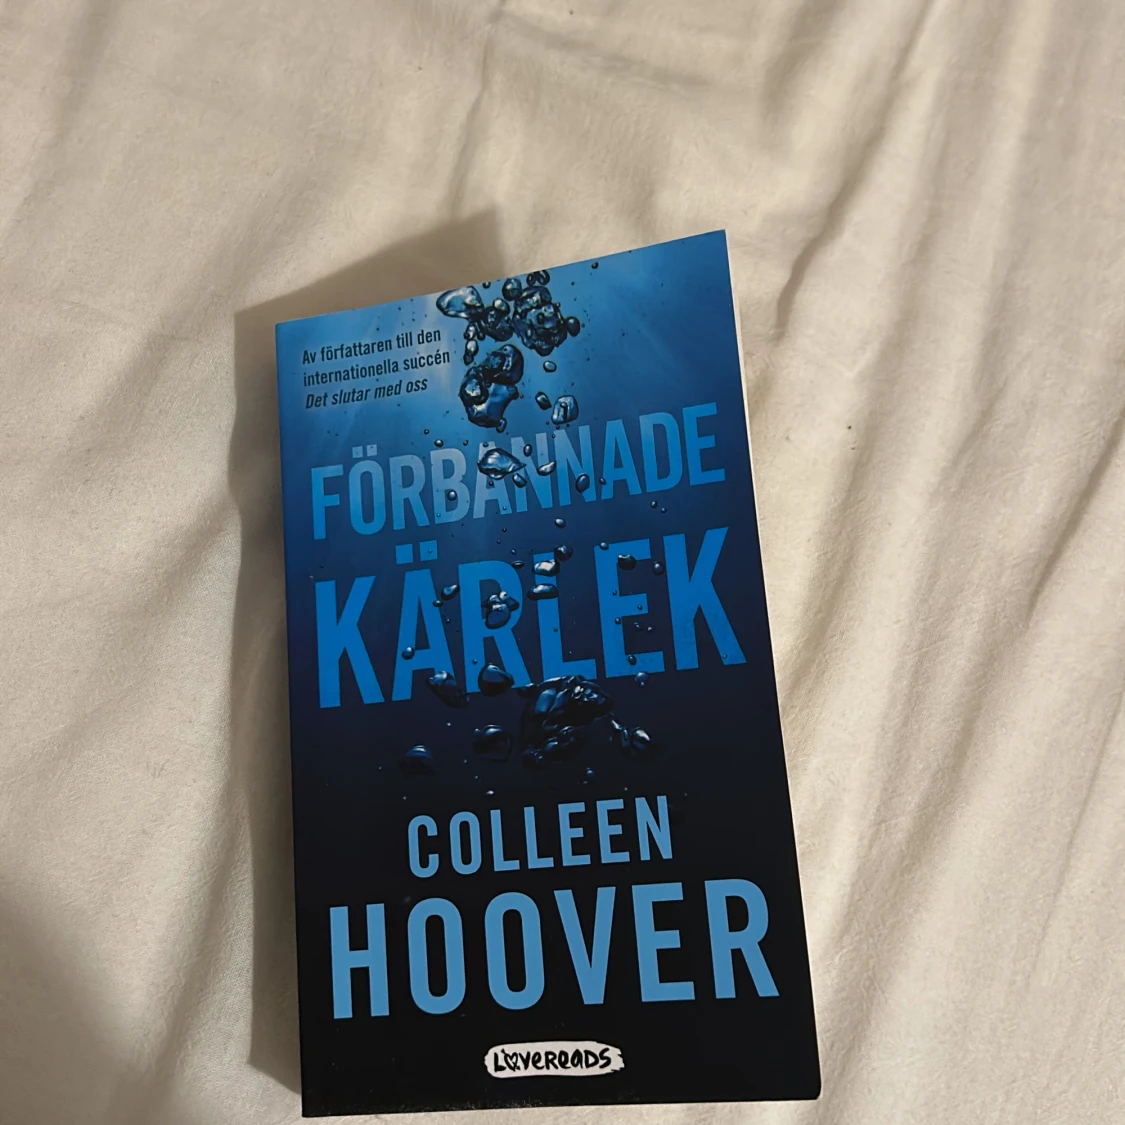 Av författaren till den
internationella succén
Det slutar med oss
FÖRBANNADE
KÄRLEK
COLLEEN
HOOVER
LOVEREADS